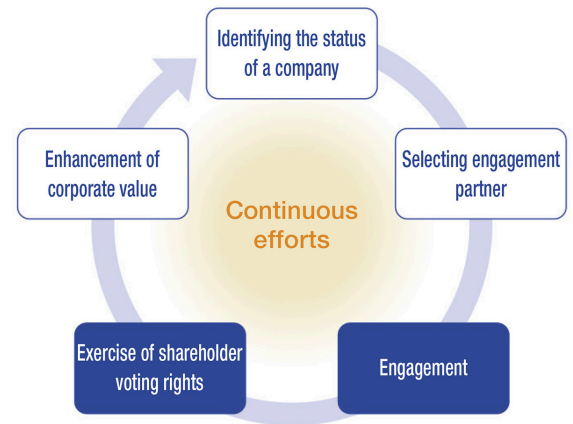 Identifying the status
of a company
Selecting engagement
partner
Engagement
Exercise of shareholder
voting rights
Enhancement of
corporate value
Continuous
efforts